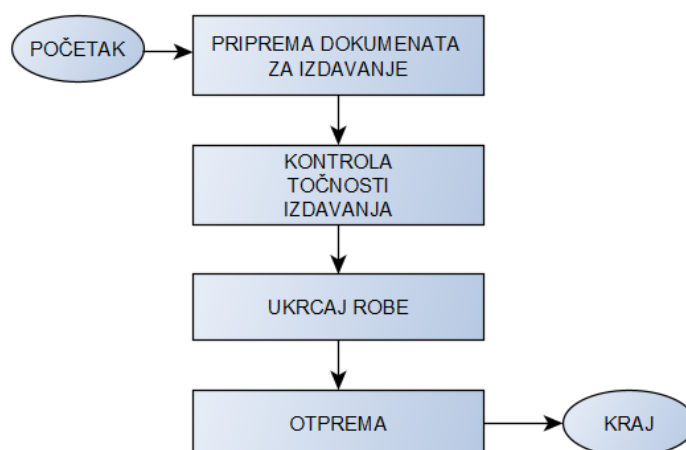 POČETAK
PRIPREMA DOKUMENATA
ZA IZDAVANJE
KONTROLA
TOČNOSTI
IZDAVANJA
UKRCAJ ROBE
OTPREMA
KRAJ